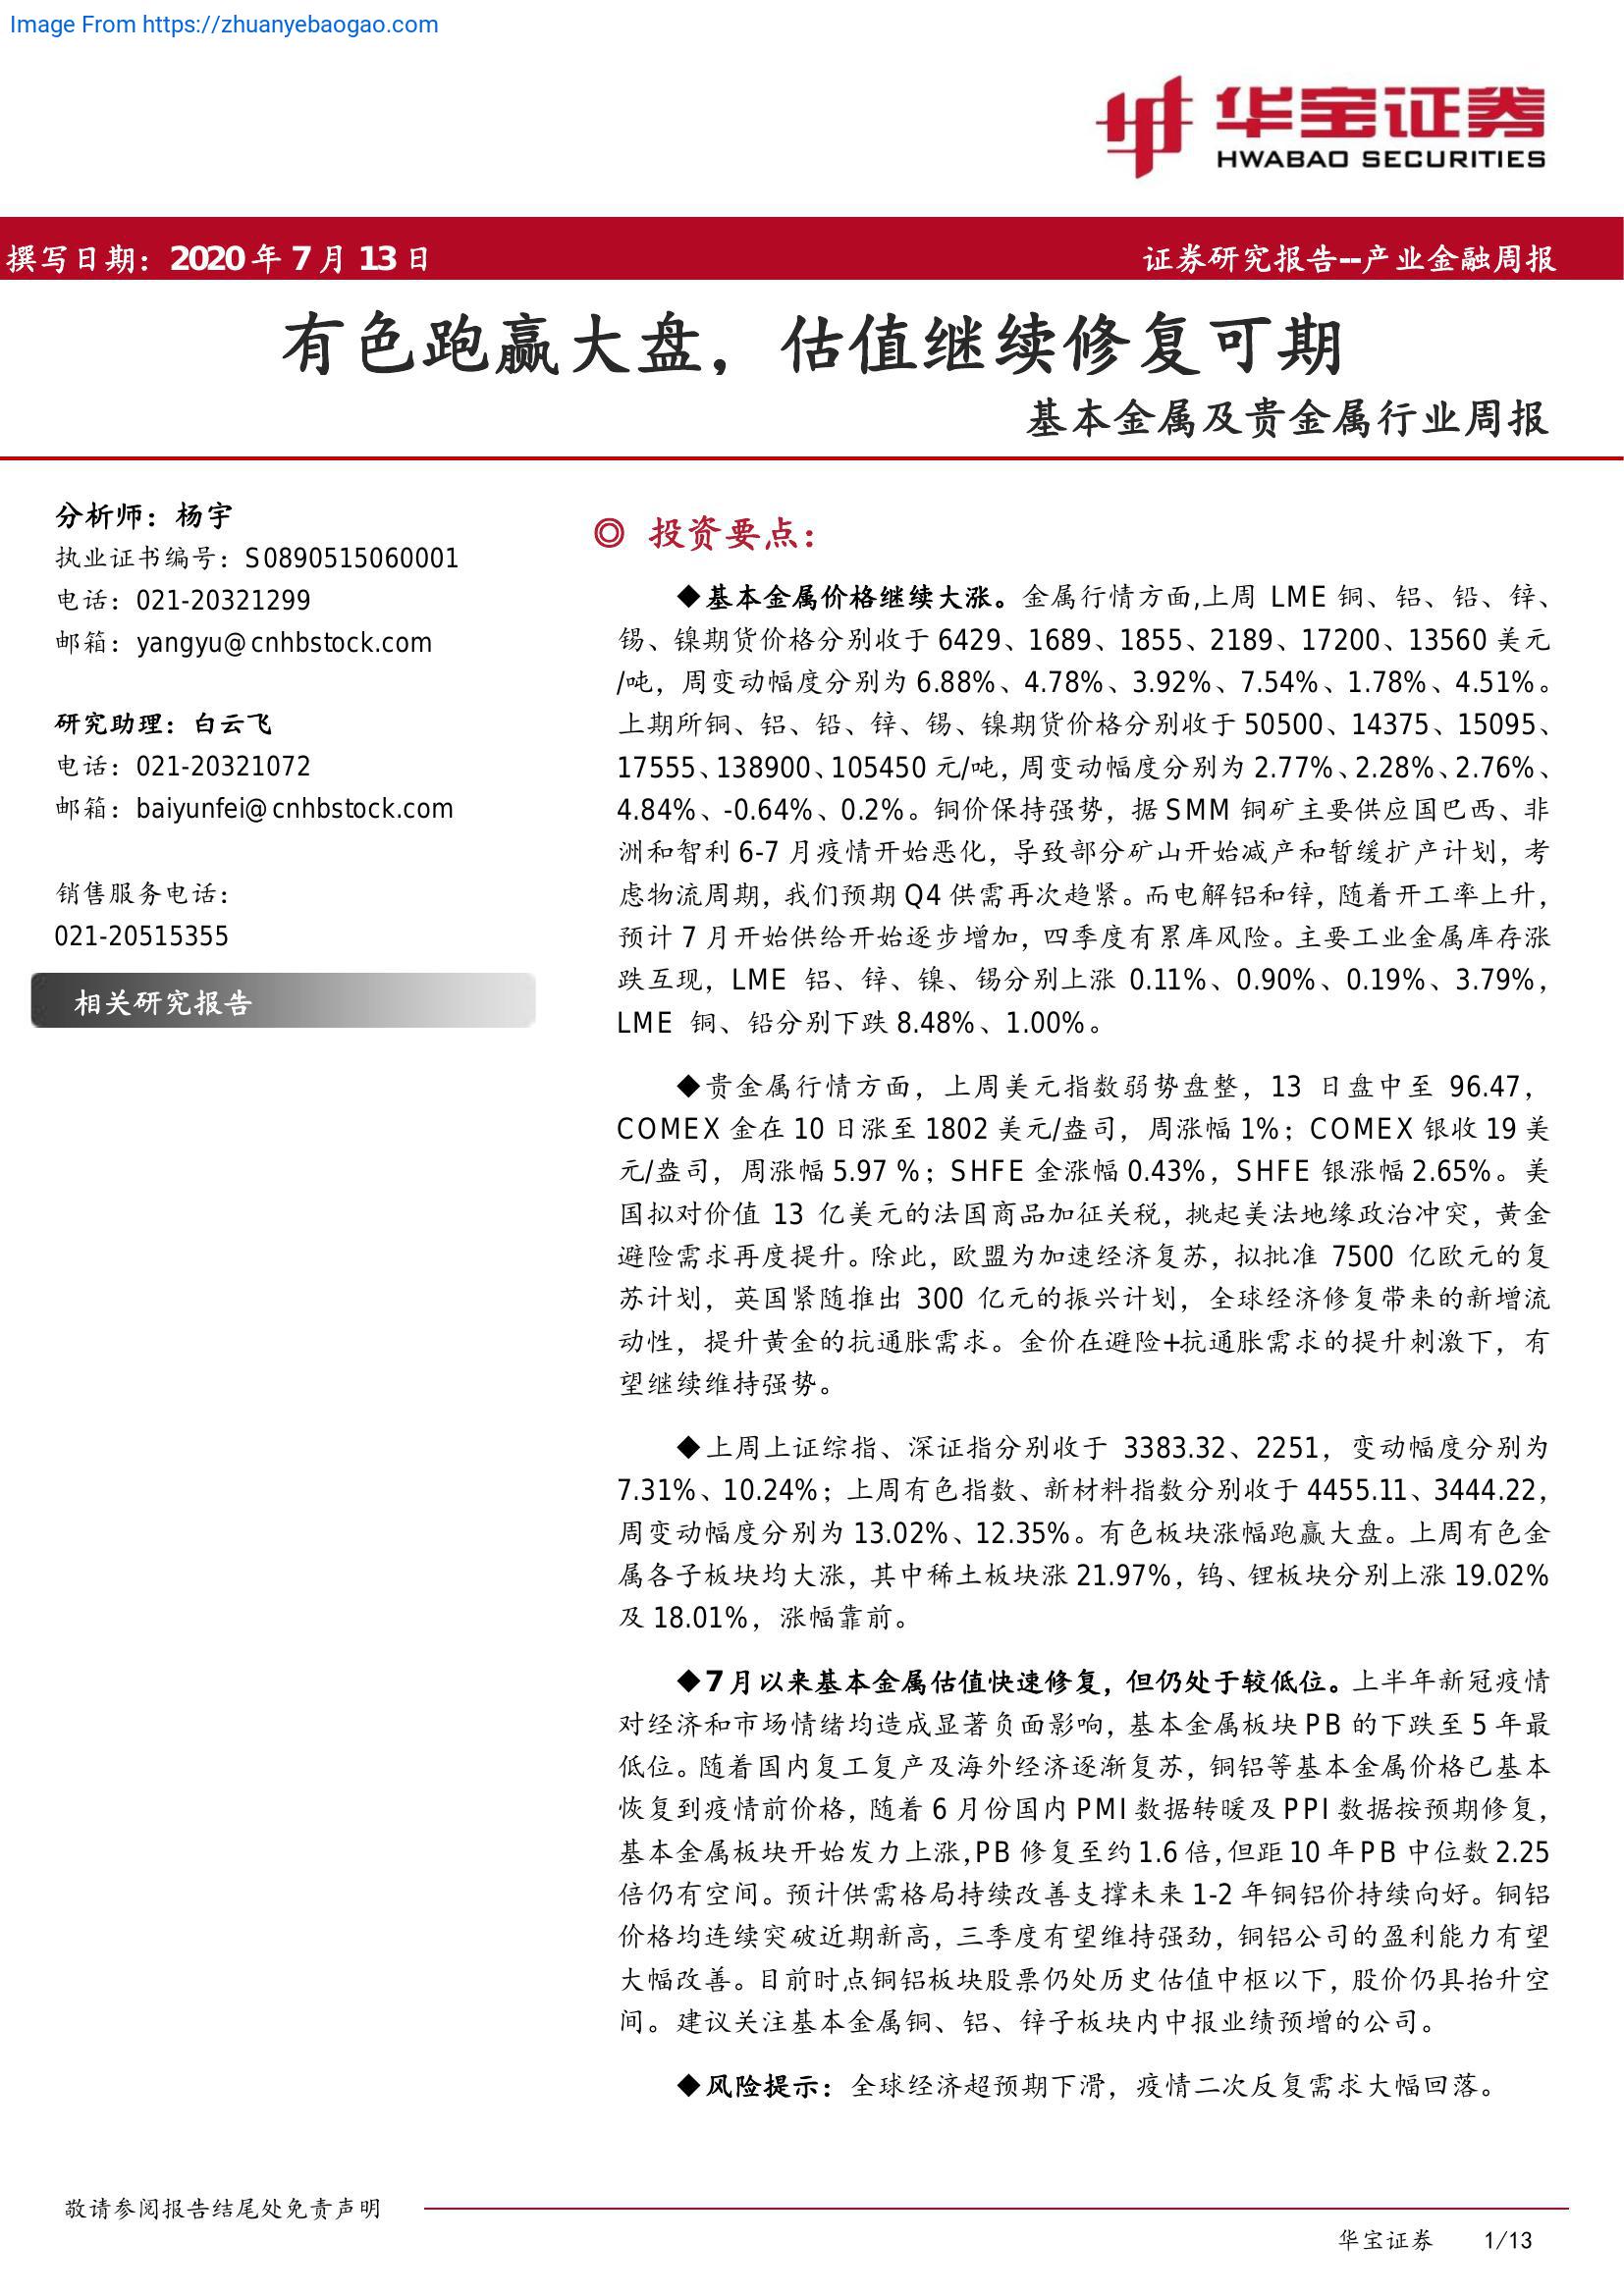 Image From https://zhuanyebaogao.com
华宝证券
HWABAO SECURITIES
撰写日期：2020 年 7 月 13 日
证券研究报告--产业金融周报
有色跑赢大盘，估值继续修复可期
基本金属及贵金属行业周报
分析师：杨宇
执业证书编号：S0890515060001
电话：021-20321299
邮箱：yangyu@cnhbstock.com
研究助理：白云飞
电话：021-20321072
邮箱：baiyunfei@cnhbstock.com
销售服务电话：
021-20515355
相关研究报告
◎ 投资要点：
◆基本金属价格继续大涨。金属行情方面,上周 LME 铜、铝、铅、锌、
锡、镍期货价格分别收于 6429、1689、1855、2189、17200、13560 美元
/吨，周变动幅度分别为 6.88%、4.78%、3.92%、7.54%、1.78%、4.51%。
上期所铜、铝、铅、锌、锡、镍期货价格分别收于 50500、14375、15095、
17555、138900、105450 元/吨，周变动幅度分别为 2.77%、2.28%、2.76%、
4.84%、-0.64%、0.2%。铜价保持强势，据 SMM 铜矿主要供应国巴西、非
洲和智利 6-7 月疫情开始恶化，导致部分矿山开始减产和暂缓扩产计划，考
虑物流周期，我们预期 Q4 供需再次趋紧。而电解铝和锌，随着开工率上升，
预计 7 月开始供给开始逐步增加，四季度有累库风险。主要工业金属库存涨
跌互现，LME 铝、锌、镍、锡分别上涨 0.11%、0.90%、0.19%、3.79%，
LME 铜、铅分别下跌 8.48%、1.00%。
◆贵金属行情方面，上周美元指数弱势盘整，13 日盘中至 96.47，
COMEX 金在 10 日涨至 1802 美元/盎司，周涨幅 1%；COMEX 银收 19 美
元/盎司，周涨幅 5.97 %；SHFE 金涨幅 0.43%，SHFE 银涨幅 2.65%。美
国拟对价值 13 亿美元的法国商品加征关税，挑起美法地缘政治冲突，黄金
避险需求再度提升。除此，欧盟为加速经济复苏，拟批准 7500 亿欧元的复
苏计划，英国紧随推出 300 亿元的振兴计划，全球经济修复带来的新增流
动性，提升黄金的抗通胀需求。金价在避险+抗通胀需求的提升刺激下，有
望继续维持强势。
◆上周上证综指、深证指分别收于 3383.32、2251，变动幅度分别为
7.31%、10.24%；上周有色指数、新材料指数分别收于 4455.11、3444.22，
周变动幅度分别为 13.02%、12.35%。有色板块涨幅跑赢大盘。上周有色金
属各子板块均大涨，其中稀土板块涨 21.97%，钨、锂板块分别上涨 19.02%
及 18.01%，涨幅靠前。
◆7 月以来基本金属估值快速修复，但仍处于较低位。上半年新冠疫情
对经济和市场情绪均造成显著负面影响，基本金属板块 PB 的下跌至 5 年最
低位。随着国内复工复产及海外经济逐渐复苏，铜铝等基本金属价格已基本
恢复到疫情前价格，随着 6 月份国内 PMI 数据转暖及 PPI 数据按预期修复，
基本金属板块开始发力上涨,PB 修复至约 1.6 倍,但距 10 年 PB 中位数 2.25
倍仍有空间。预计供需格局持续改善支撑未来 1-2 年铜铝价持续向好。铜铝
价格均连续突破近期新高，三季度有望维持强劲，铜铝公司的盈利能力有望
大幅改善。目前时点铜铝板块股票仍处历史估值中枢以下，股价仍具抬升空
间。建议关注基本金属铜、铝、锌子板块内中报业绩预增的公司。
◆风险提示：全球经济超预期下滑，疫情二次反复需求大幅回落。
敬请参阅报告结尾处免责声明
华宝证券 1/13